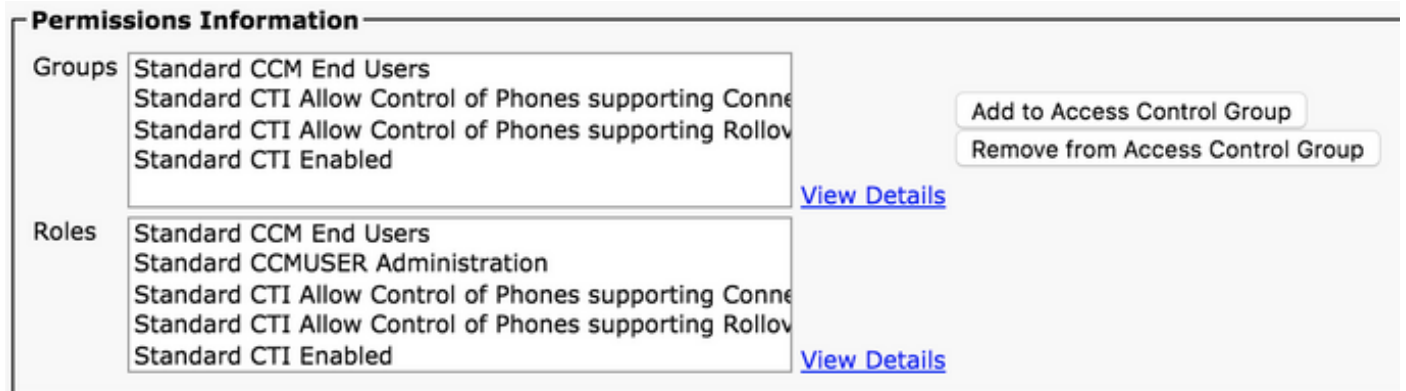 Permissions Information
Groups
Standard CCM End Users
Standard CTI Allow Control of Phones supporting Conne
Standard CTI Allow Control of Phones supporting Rollov
Standard CTI Enabled
Add to Access Control Group
Remove from Access Control Group
View Details
Roles
Standard CCM End Users
Standard CCMUSER Administration
Standard CTI Allow Control of Phones supporting Conne
Standard CTI Allow Control of Phones supporting Rollov
Standard CTI Enabled
View Details